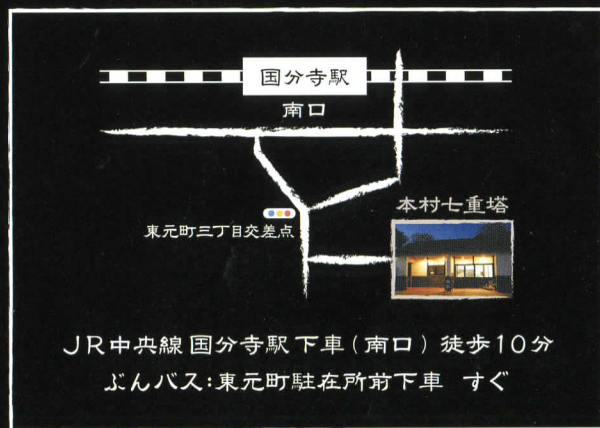 国分寺駅
南口
本村七重塔
東元町三丁目交差点
JR中央線国分寺駅下車(南口)徒歩10分
ぶんバス:東元町駐在所前下車 すぐ